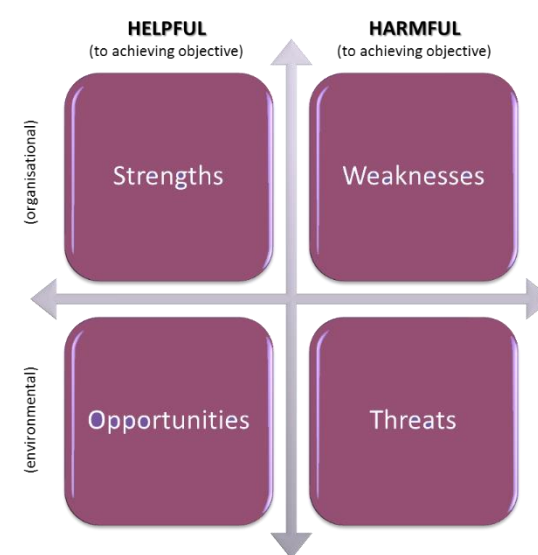 HELPFUL
(to achieving objective)
HARMFUL
(to achieving objective)
(organisational)
Strengths
Weaknesses
(environmental)
Opportunities
Threats